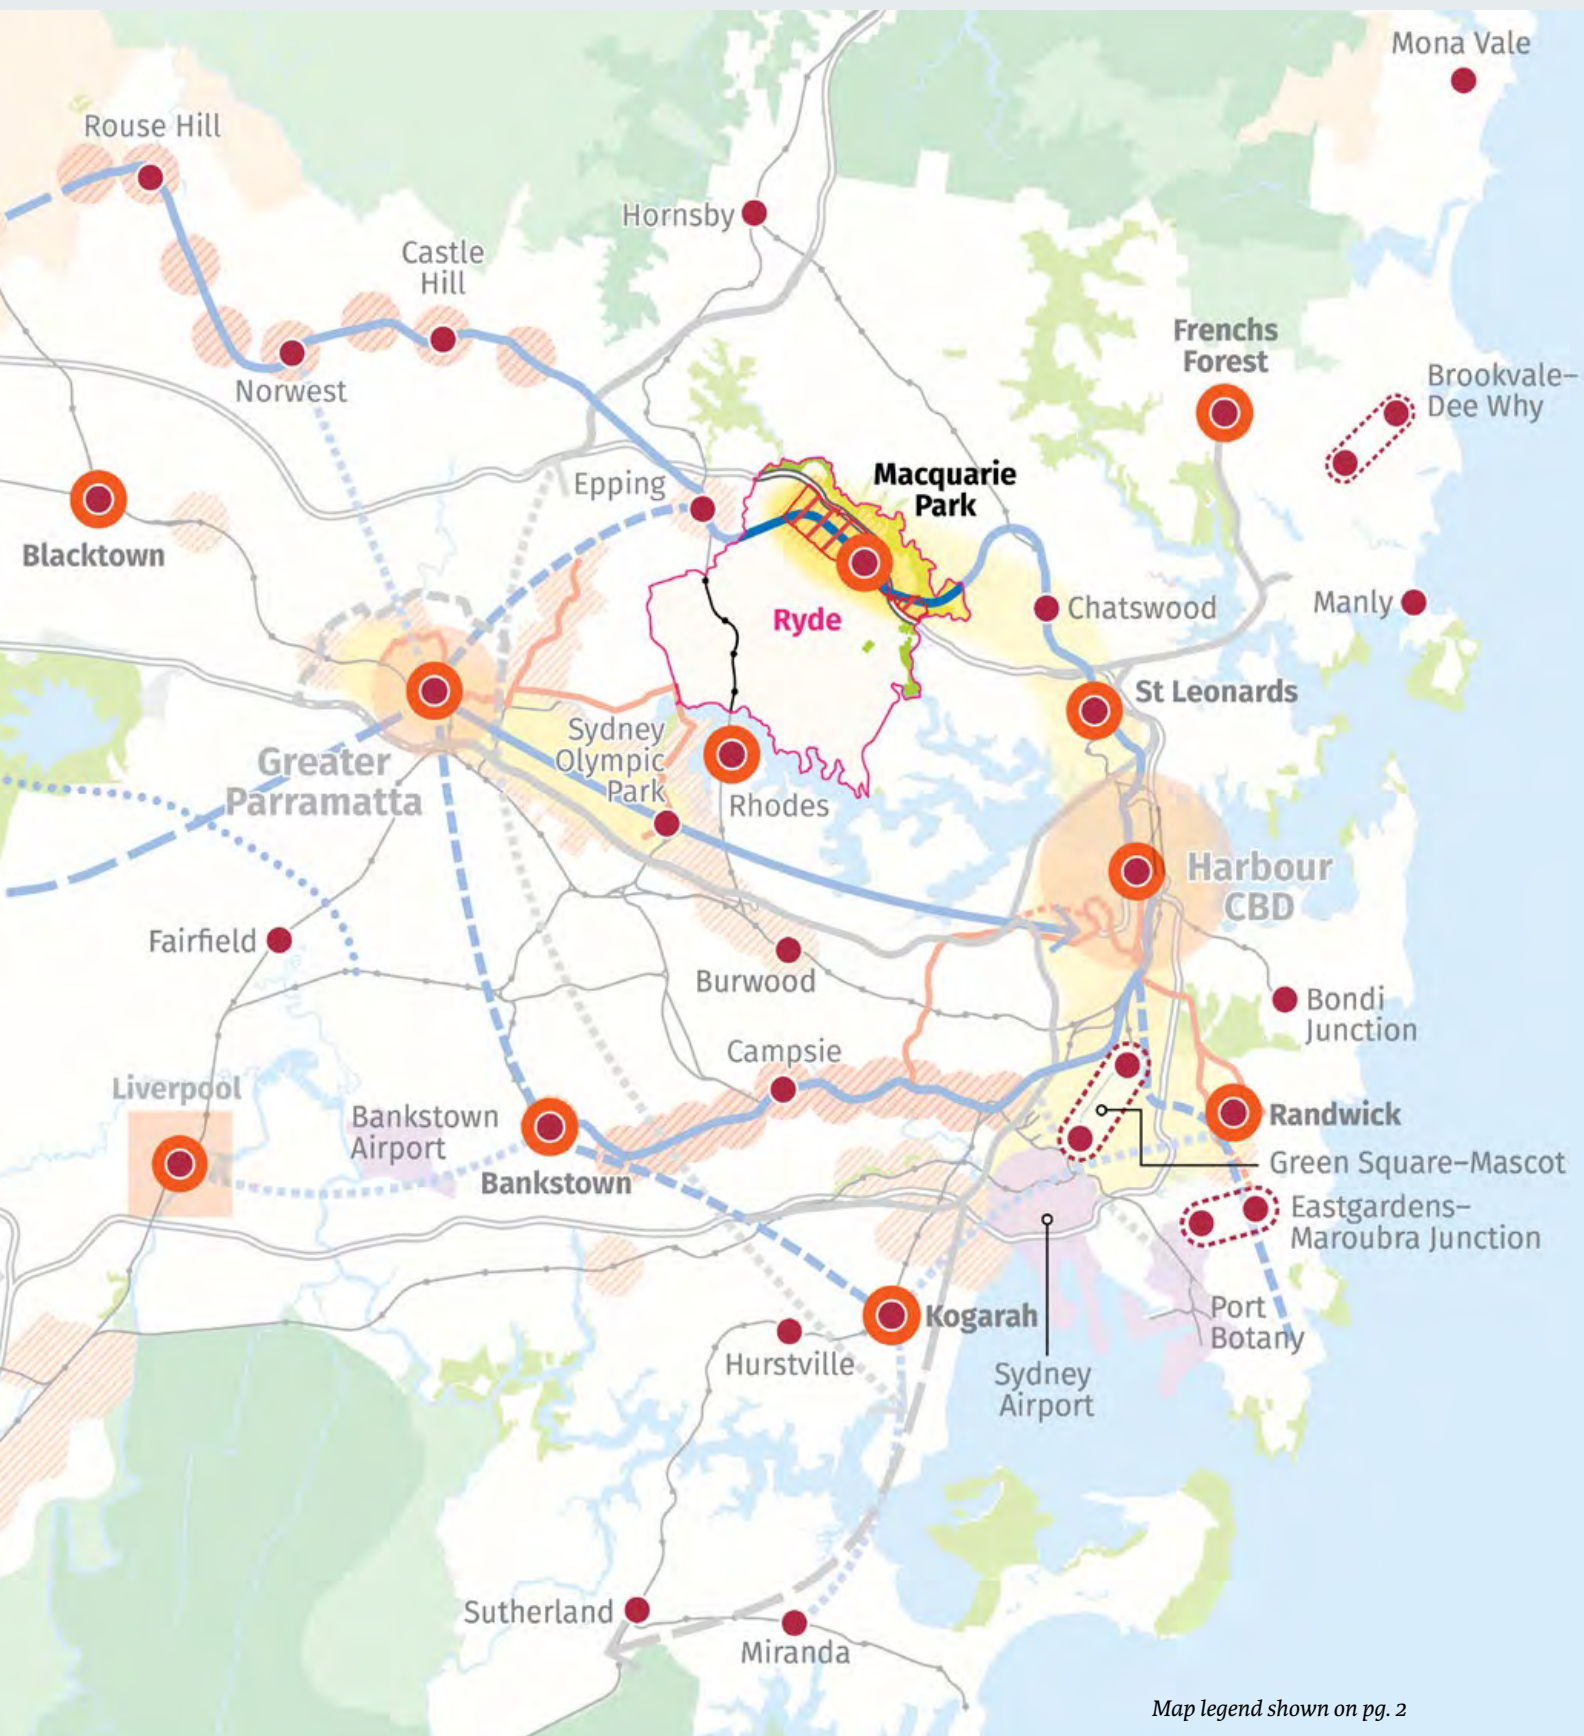 Mona Vale
Rouse Hill
Hornsby
Castle
Hill
Frenchs
Forest
Norwest
Brookvale–
Dee Why
Epping
Macquarie
Park
Blacktown
Manly
Chatswood
Ryde
St Leonards
Sydney
Olympic
Park
Greater
Parramatta
Rhodes
Harbour
CBD
Fairfield
Burwood
Bondi
Junction
Campsie
Liverpool
Bankstown
Airport
Randwick
Bankstown
Green Square–Mascot
Eastgardens–
Maroubra Junction
Kogarah
Port
Botany
Hurstville
Sydney
Airport
Sutherland
Miranda
Map legend shown on pg. 2